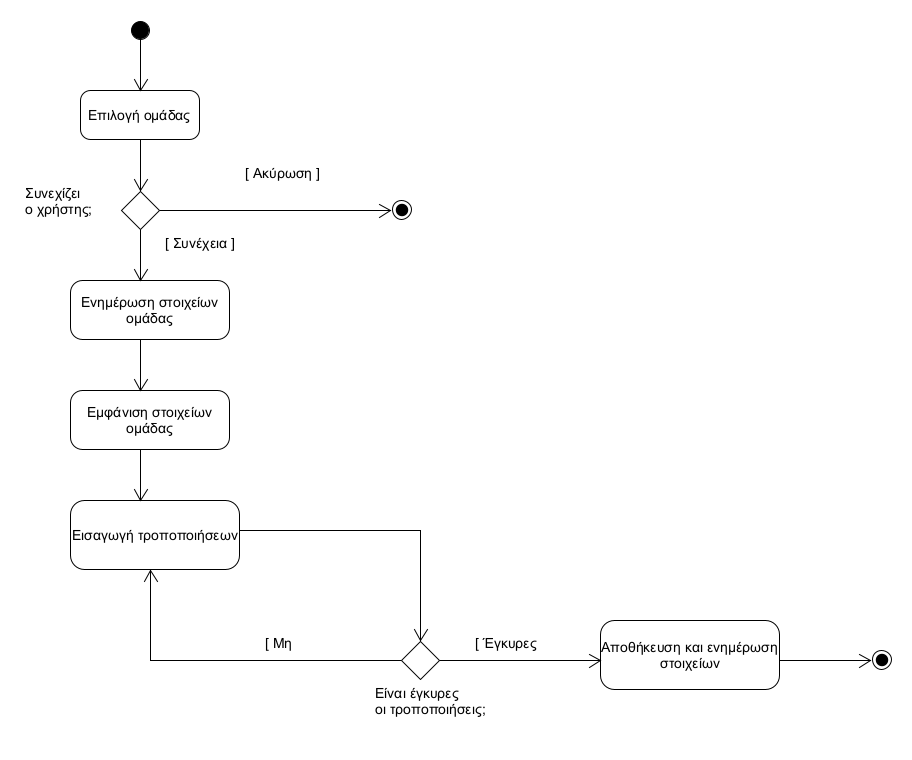 Επιλογή ομάδας
[ Ακύρωση ]
Συνεχίζει
ο χρήστης;
[ Συνέχεια ]
Ενημέρωση στοιχείων
ομάδας
Εμφάνιση στοιχείων
ομάδας
Εισαγωγή τροποποιήσεων
[ Μη
[ Έγκυρες
Αποθήκευση και ενημέρωση
στοιχείων
Είναι έγκυρες
οι τροποποιήσεις;